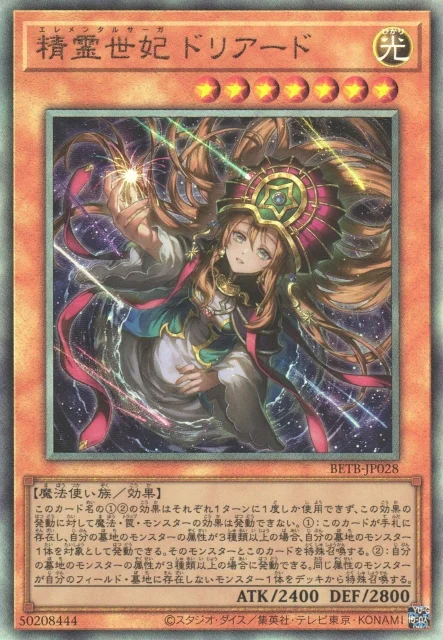 エレメンタルサーガ
精霊世妃 ドリアード
ひかり
光
BETB-JP028
【魔法使い族/効果】
このカード名の①②の効果はそれぞれ1ターンに1度しか使用できず、この効果の
発動に対して魔法・罠・モンスターの効果は発動できない。①:このカードが手札に
存在し、自分の墓地のモンスターの属性が3種類以上の場合、自分の墓地のモンスター
1体を対象として発動できる。そのモンスターとこのカードを特殊召喚する。②:自分
の墓地のモンスターの属性が3種類以上の場合に発動できる。同じ属性のモンスター
が自分のフィールド・墓地に存在しないモンスター1体をデッキから特殊召喚する。
ATK/2400 DEF/2800
50208444
©スタジオ・ダイス/集英社・テレビ東京・KONAMI